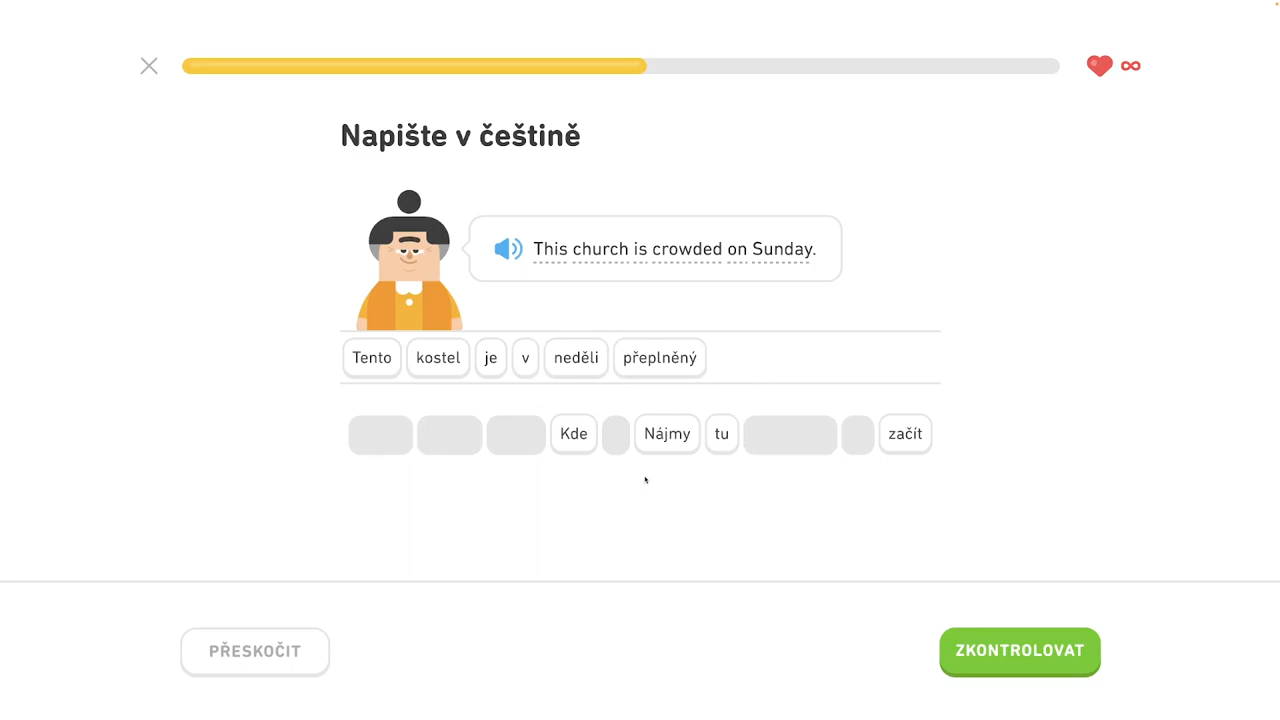 ∞
Napište v češtině
This church is crowded on Sunday.
Tento kostel je v neděli přeplněný
Kde Nájmy tu začít
PŘESKOČIT ZKONTROLOVAT